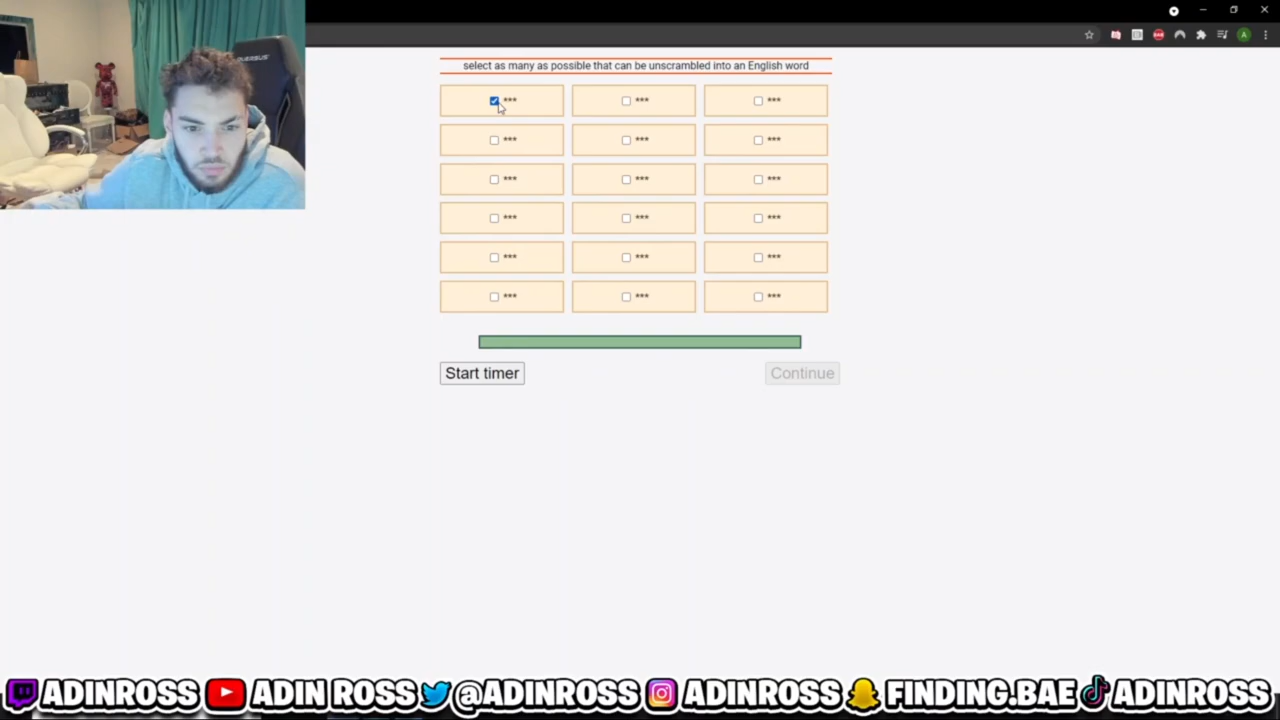 select as many as possible that can be unscrambled into an English word
*** *** ***
*** *** ***
*** *** ***
*** *** ***
*** *** ***
*** *** ***
Start timer Continue
ADINROSS ADIN ROSS @ADINROSS ADINROSS FINDING.BAE ADINROSS